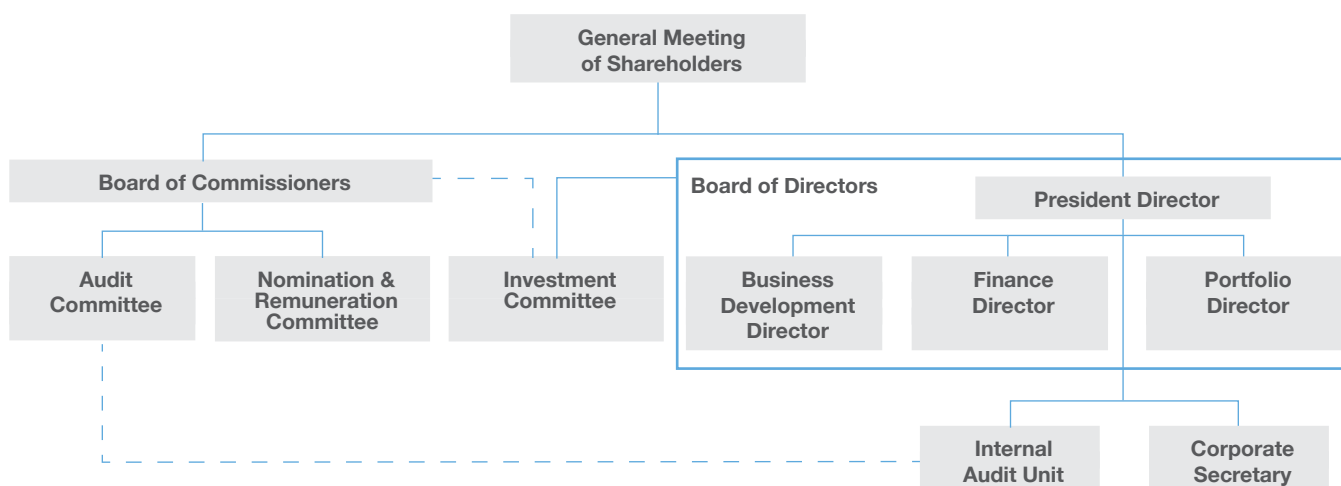 General Meeting
of Shareholders
Board of Commissioners
Board of Directors
President Director
Audit
Committee
Nomination &
Remuneration
Committee
Investment
Committee
Business
Development
Director
Finance
Director
Portfolio
Director
Internal
Audit Unit
Corporate
Secretary